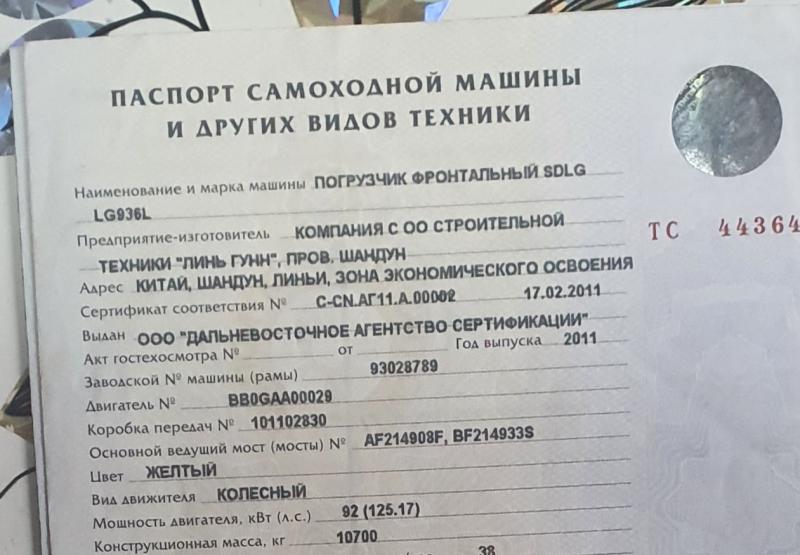 ПАСПОРТ САМОХОДНОЙ МАШИНЫ
И ДРУГИХ ВИДОВ ТЕХНИКИ
Наименование и марка машины ПОГРУЗЧИК ФРОНТАЛЬНЫЙ SDLG
LG936L
Предприятие-изготовитель КОМПАНИЯ С ОО СТРОИТЕЛЬНОЙ
ТС 44364
ТЕХНИКИ "ЛИНЬ ГУНН", ПРОВ. ШАНДУН
Адрес КИТАЙ, ШАНДУН, ЛИНЬИ, ЗОНА ЭКОНОМИЧЕСКОГО ОСВОЕНИЯ
Сертификат соответствия № C-CN.АГ11.А.00002 17.02.2011
Выдан ООО "ДАЛЬНЕВОСТОЧНОЕ АГЕНТСТВО СЕРТИФИКАЦИИ"
Акт гостехосмотра № от Год выпуска 2011
Заводской № машины (рамы) 93028789
Двигатель № BB0GAA00029
Коробка передач № 101102830
Основной ведущий мост (мосты) № AF214908F, BF214933S
Цвет ЖЕЛТЫЙ
Вид движителя КОЛЕСНЫЙ
Мощность двигателя, кВт (л.с.) 92 (125.17)
Конструкционная масса, кг 10700
38